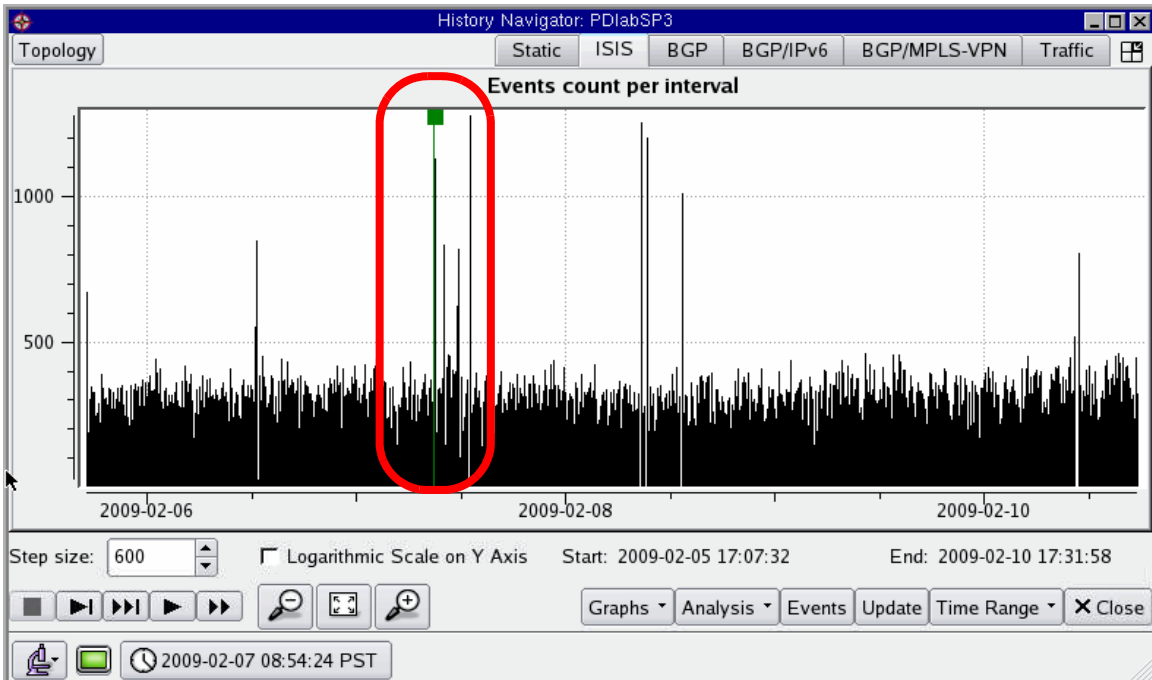 History Navigator: PDlabSP3
Topology
Static ISIS BGP BGP/IPv6 BGP/MPLS-VPN Traffic
Events count per interval
1000
500
2009-02-06 2009-02-08 2009-02-10
Step size: 600 Logarithmic Scale on Y Axis Start: 2009-02-05 17:07:32 End: 2009-02-10 17:31:58
Graphs Analysis Events Update Time Range Close
2009-02-07 08:54:24 PST